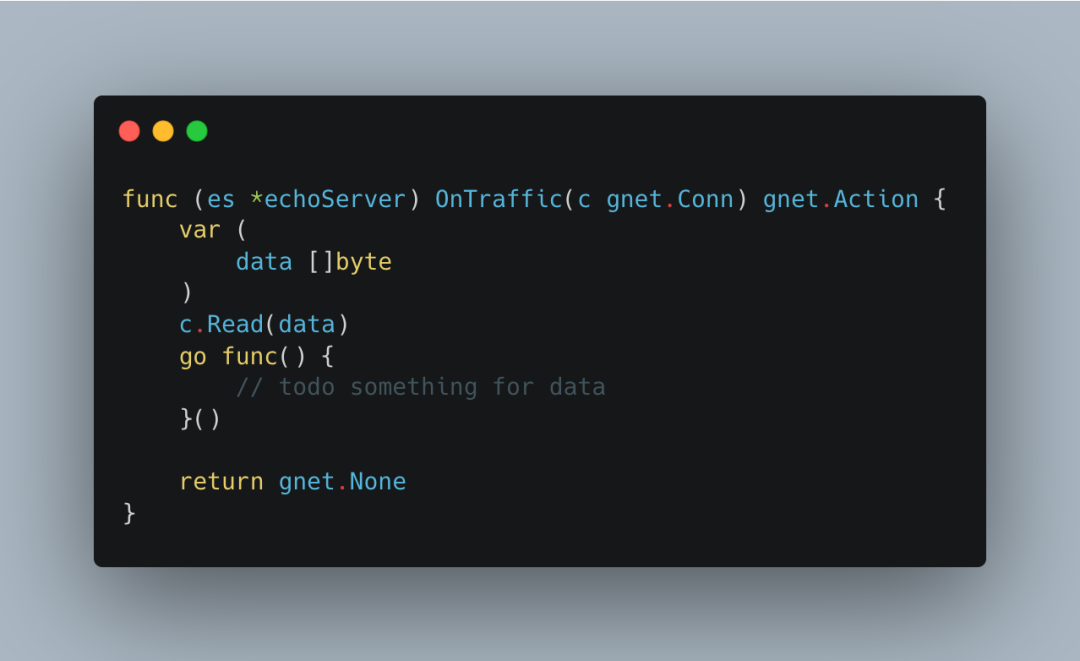 func (es *echoServer) OnTraffic(c gnet.Conn) gnet.Action {
    var (
        data []byte
    )
    c.Read(data)
    go func() {
        // todo something for data
    }()

    return gnet.None
}